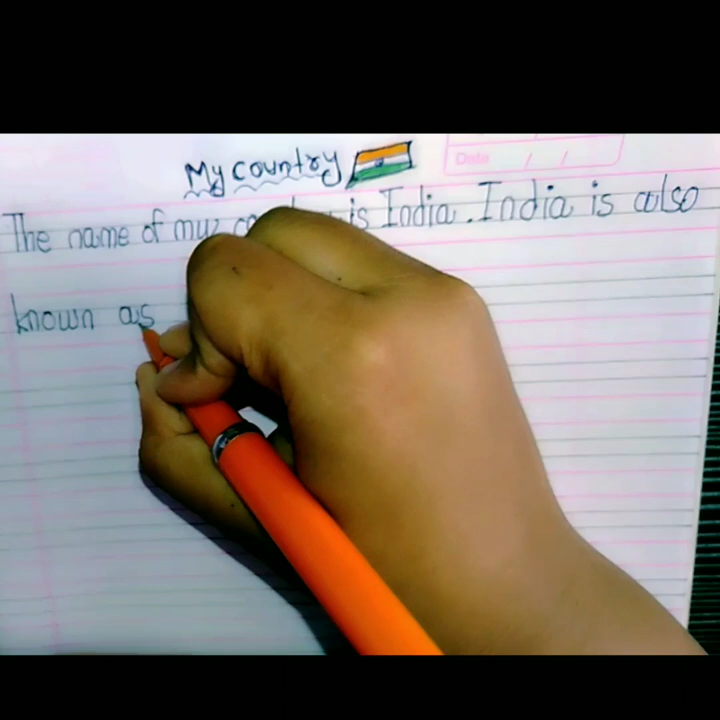 My country
Date / /
The name of my is India. India is also
known as